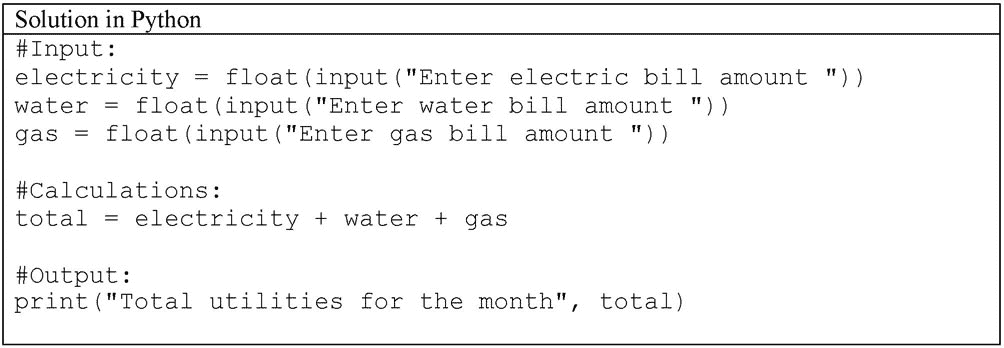 Solution in Python
#Input:
electricity = float(input("Enter electric bill amount "))
water = float(input("Enter water bill amount "))
gas = float(input("Enter gas bill amount "))
#Calculations:
total = electricity + water + gas
#Output:
print("Total utilities for the month", total)